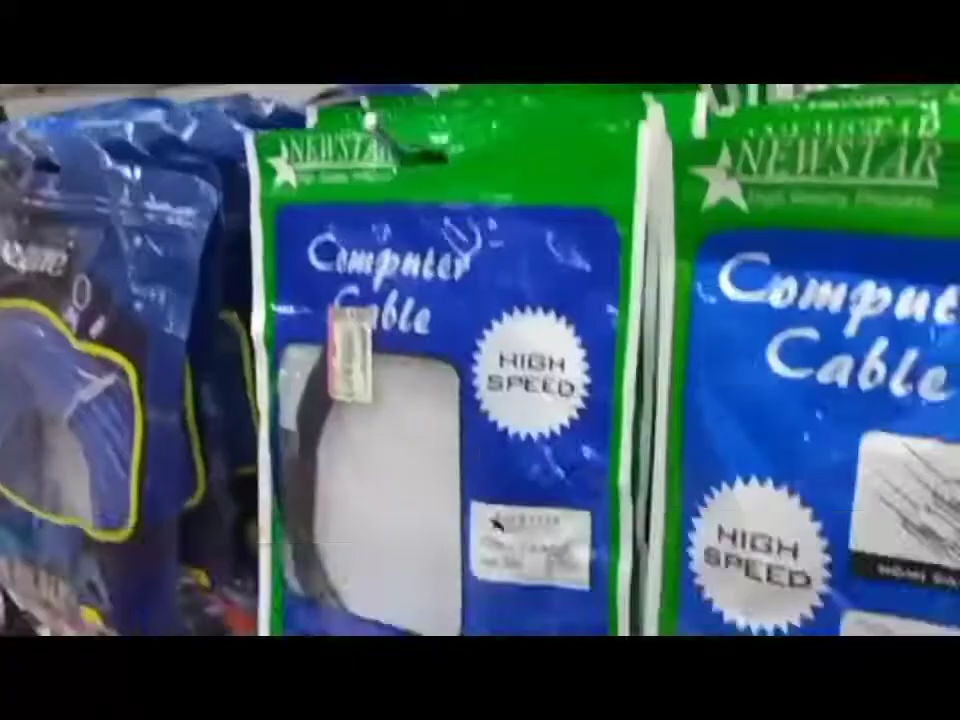 NEWSTAR
Computer
Cable
HIGH
SPEED
NEWSTAR
High Quality Products
Comput
Cable
HIGH
SPEED